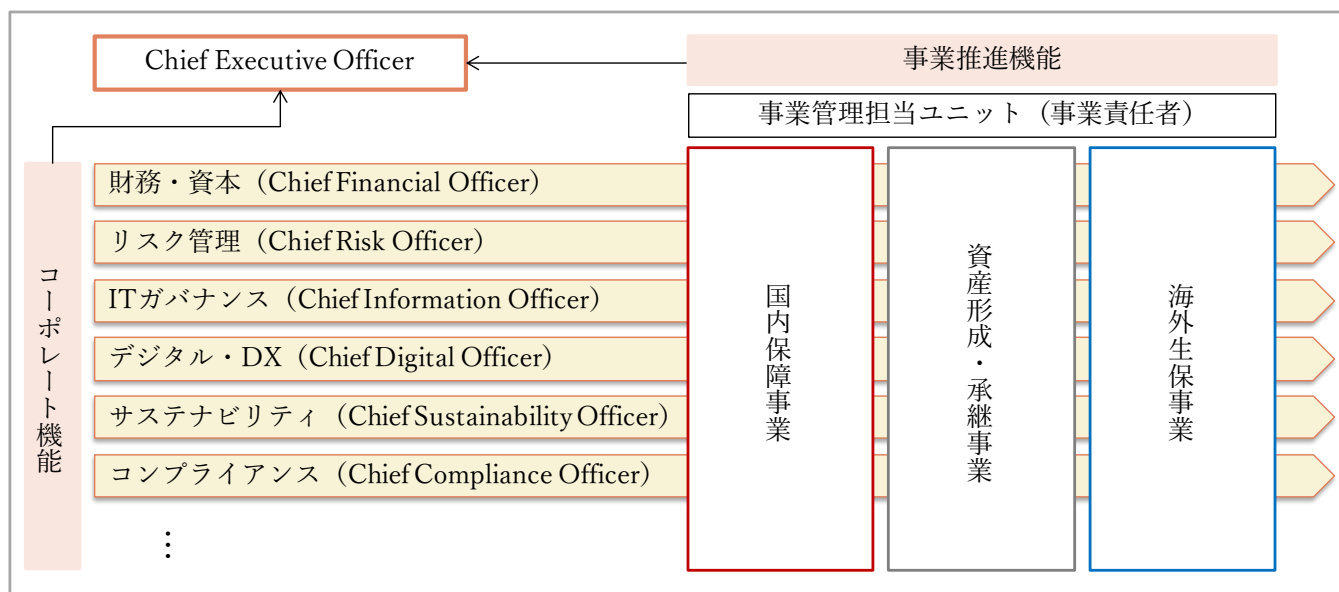 Chief Executive Officer
事業推進機能
事業管理担当ユニット（事業責任者）
コーポレート機能
財務・資本（Chief Financial Officer）
リスク管理（Chief Risk Officer）
ITガバナンス（Chief Information Officer）
デジタル・DX（Chief Digital Officer）
サステナビリティ（Chief Sustainability Officer）
コンプライアンス（Chief Compliance Officer）
⋮
国内保障事業
資産形成・承継事業
海外生保事業